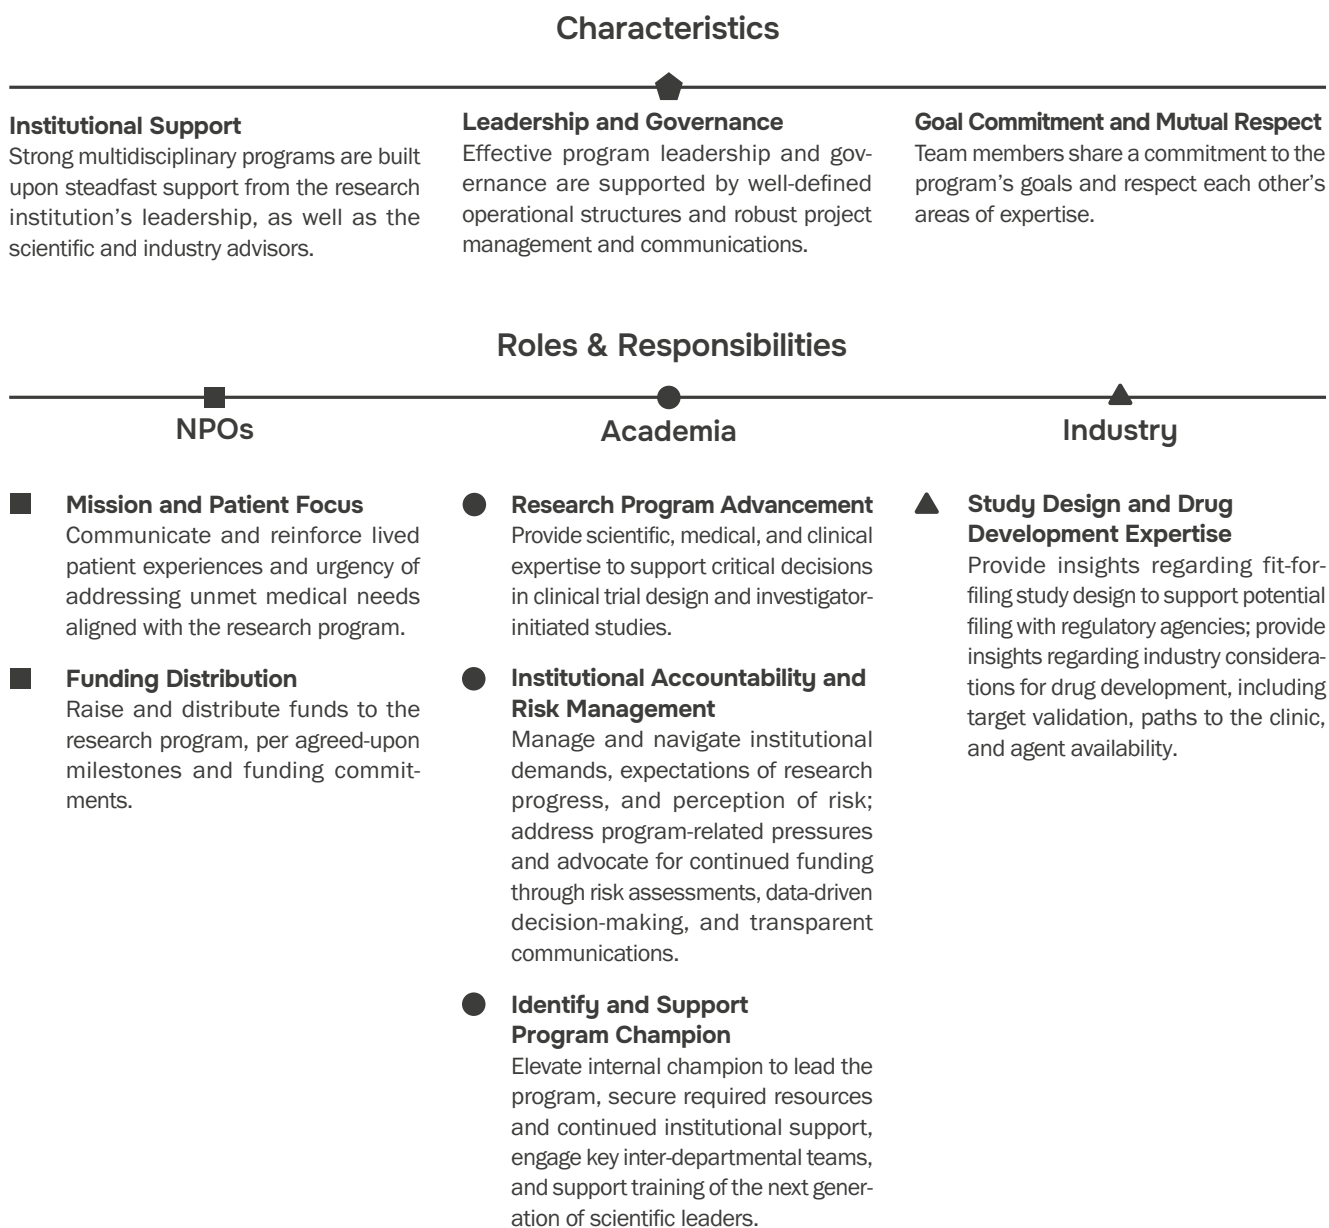 Characteristics
Institutional Support
Strong multidisciplinary programs are built
upon steadfast support from the research
institution's leadership, as well as the
scientific and industry advisors.
Leadership and Governance
Effective program leadership and gov-
ernance are supported by well-defined
operational structures and robust project
management and communications.
Goal Commitment and Mutual Respect
Team members share a commitment to the
program's goals and respect each other's
areas of expertise.
Roles & Responsibilities
NPOs
Mission and Patient Focus
Communicate and reinforce lived
patient experiences and urgency of
addressing unmet medical needs
aligned with the research program.
Funding Distribution
Raise and distribute funds to the
research program, per agreed-upon
milestones and funding commit-
ments.
Academia
Research Program Advancement
Provide scientific, medical, and clinical
expertise to support critical decisions
in clinical trial design and investigator-
initiated studies.
Institutional Accountability and
Risk Management
Manage and navigate institutional
demands, expectations of research
progress, and perception of risk;
address program-related pressures
and advocate for continued funding
through risk assessments, data-driven
decision-making, and transparent
communications.
Identify and Support
Program Champion
Elevate internal champion to lead the
program, secure required resources
and continued institutional support,
engage key inter-departmental teams,
and support training of the next gener-
ation of scientific leaders.
Industry
Study Design and Drug
Development Expertise
Provide insights regarding fit-for-
filing study design to support potential
filing with regulatory agencies; provide
insights regarding industry considera-
tions for drug development, including
target validation, paths to the clinic,
and agent availability.